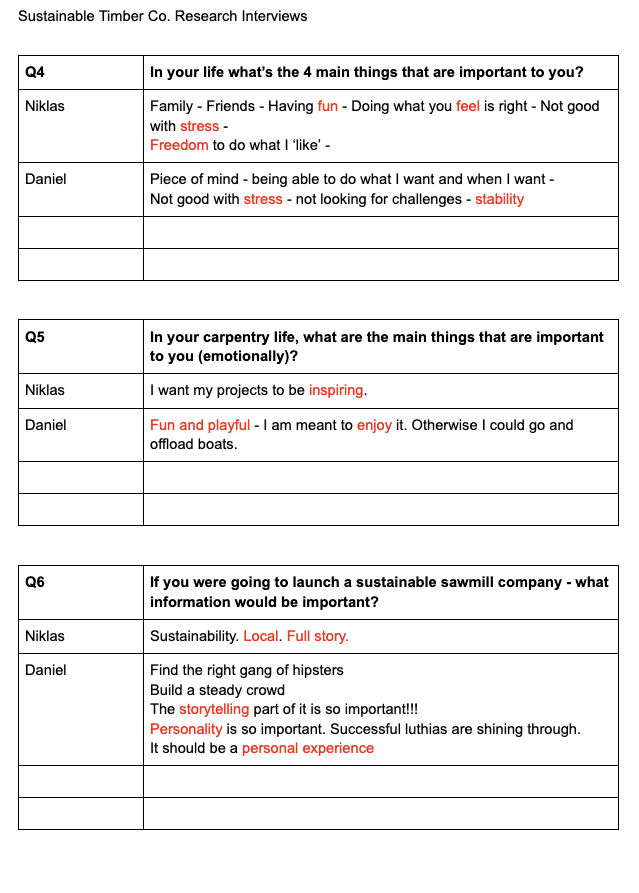 Sustainable Timber Co. Research Interviews
Q4
In your life what's the 4 main things that are important to you?
Niklas
Family - Friends - Having fun - Doing what you feel is right - Not good
with stress -
Freedom to do what I 'like' -
Daniel
Piece of mind - being able to do what I want and when I want -
Not good with stress - not looking for challenges - stability
Q5
In your carpentry life, what are the main things that are important
to you (emotionally)?
Niklas
I want my projects to be inspiring.
Daniel
Fun and playful - I am meant to enjoy it. Otherwise I could go and
offload boats.
Q6
If you were going to launch a sustainable sawmill company - what
information would be important?
Niklas
Sustainability. Local. Full story.
Daniel
Find the right gang of hipsters
Build a steady crowd
The storytelling part of it is so important!!!
Personality is so important. Successful luthias are shining through.
It should be a personal experience